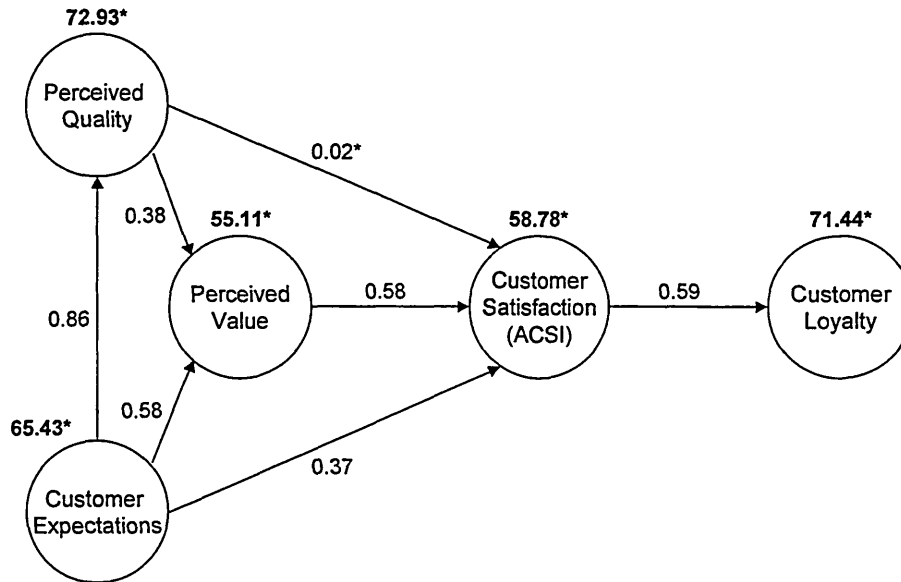 72.93*
Perceived
Quality
0.02*
0.38
55.11*
58.78*
71.44*
Perceived
Value
0.58
Customer
Satisfaction
(ACSI)
0.59
Customer
Loyalty
0.86
0.58
65.43*
0.37
Customer
Expectations